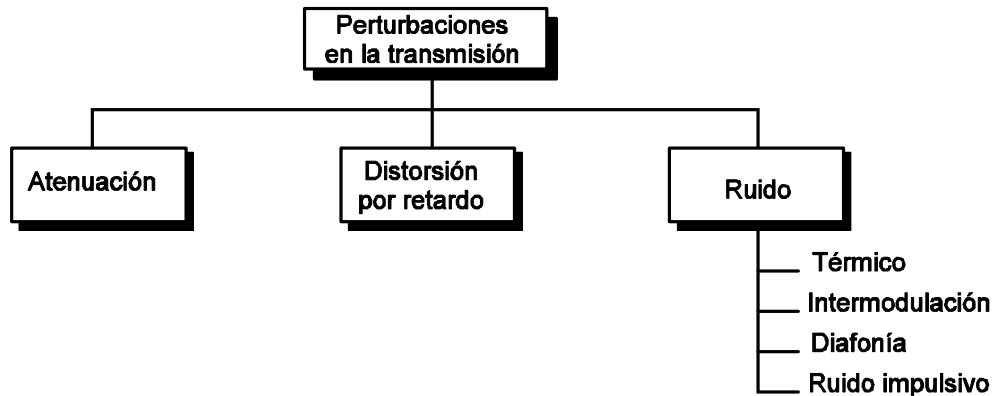 Perturbaciones
en la transmisión
Atenuación
Distorsión
por retardo
Ruido
Térmico
Intermodulación
Diafonía
Ruido impulsivo